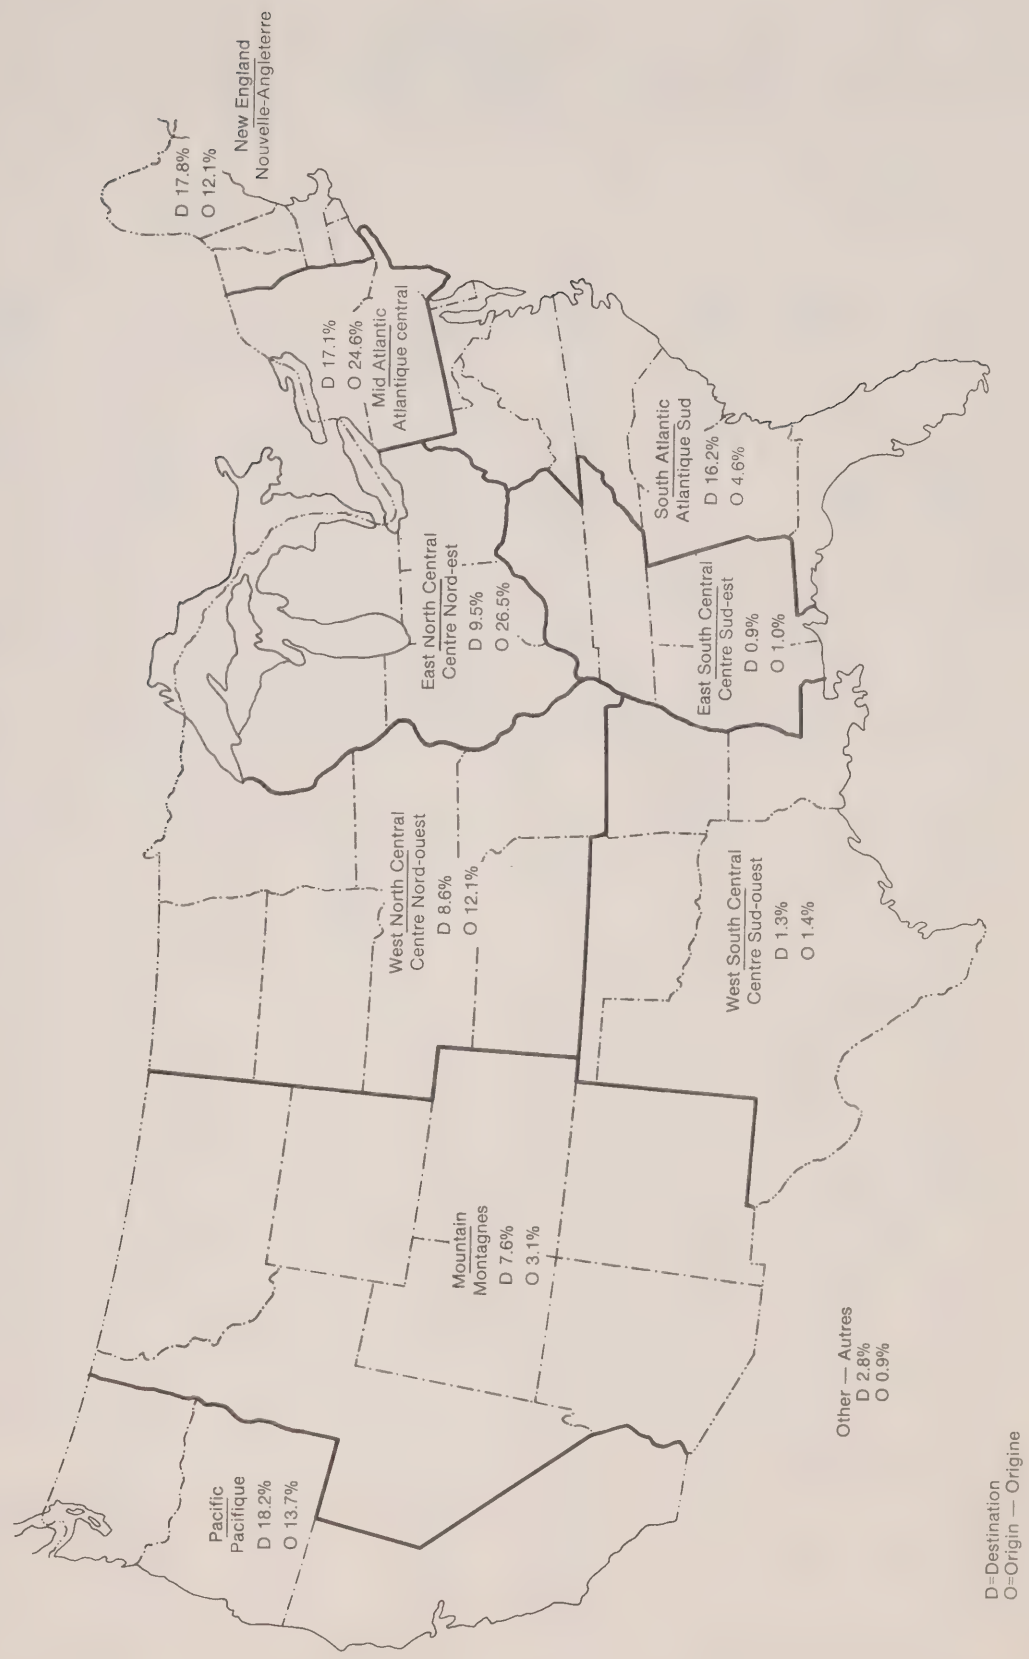 New England
Nouvelle-Angleterre
D 17.8%
O 12.1%
D 17.1%
O 24.6%
Mid Atlantic
Atlantique central
South Atlantic
Atlantique Sud
D 16.2%
O 4.6%
East North Central
Centre Nord-est
D 9.5%
O 26.5%
East South Central
Centre Sud-est
D 0.9%
O 1.0%
West North Central
Centre Nord-ouest
D 8.6%
O 12.1%
West South Central
Centre Sud-ouest
D 1.3%
O 1.4%
Mountain
Montagnes
D 7.6%
O 3.1%
Pacific
Pacifique
D 18.2%
O 13.7%
Other — Autres
D 2.8%
O 0.9%
D=Destination
O=Origin — Origine